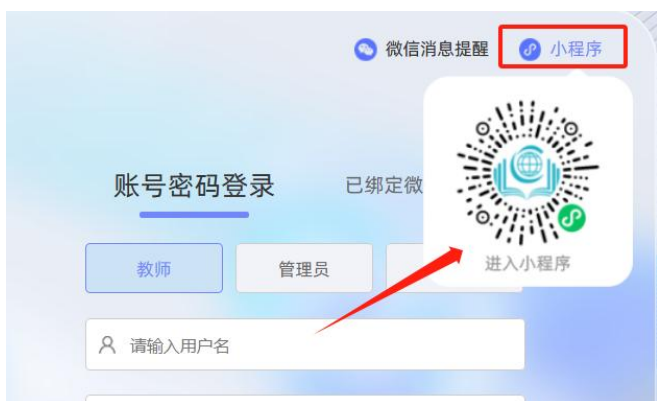 微信消息提醒
小程序
账号密码登录
已绑定微
进入小程序
教师
管理员
请输入用户名